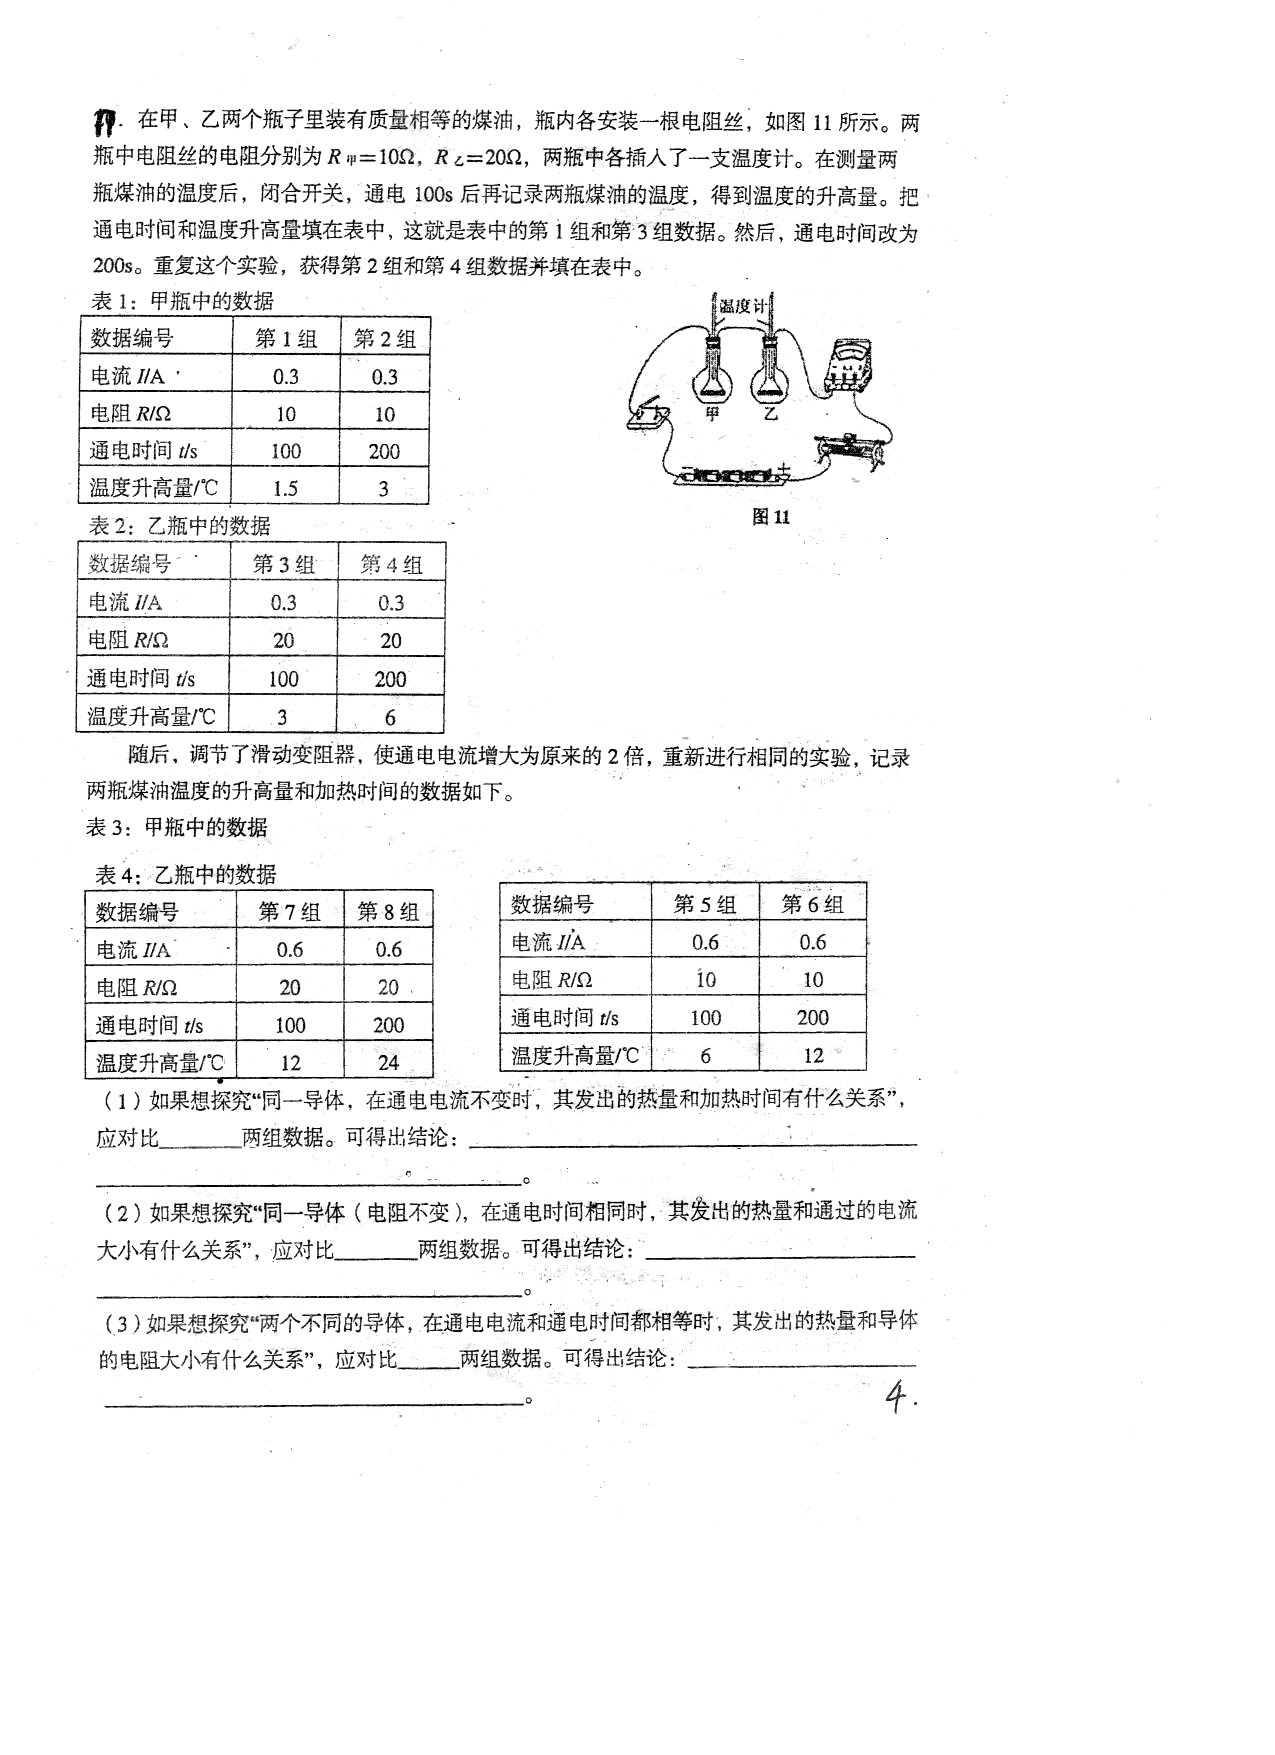 . 在甲、乙两个瓶子里装有质量相等的煤油，瓶内各安装一根电阻丝，如图 11 所示。两
瓶中电阻丝的电阻分别为 R 甲=10Ω，R 乙=20Ω，两瓶中各插入了一支温度计。在测量两
瓶煤油的温度后，闭合开关，通电 100s 后再记录两瓶煤油的温度，得到温度的升高量。把
通电时间和温度升高量填在表中，这就是表中的第 1 组和第 3 组数据。然后，通电时间改为
200s。重复这个实验，获得第 2 组和第 4 组数据并填在表中。
表 1：甲瓶中的数据
数据编号 第 1 组 第 2 组
电流 I/A 0.3 0.3
电阻 R/Ω 10 10
通电时间 t/s 100 200
温度升高量/℃ 1.5 3
温度计
甲 乙
− +
图 11
表 2：乙瓶中的数据
数据编号 第 3 组 第 4 组
电流 I/A 0.3 0.3
电阻 R/Ω 20 20
通电时间 t/s 100 200
温度升高量/℃ 3 6
随后，调节了滑动变阻器，使通电电流增大为原来的 2 倍，重新进行相同的实验，记录
两瓶煤油温度的升高量和加热时间的数据如下。
表 3：甲瓶中的数据
表 4：乙瓶中的数据
数据编号 第 7 组 第 8 组
电流 I/A 0.6 0.6
电阻 R/Ω 20 20
通电时间 t/s 100 200
温度升高量/℃ 12 24
数据编号 第 5 组 第 6 组
电流 I/A 0.6 0.6
电阻 R/Ω 10 10
通电时间 t/s 100 200
温度升高量/℃ 6 12
（1）如果想探究“同一导体，在通电电流不变时，其发出的热量和加热时间有什么关系”，
应对比________两组数据。可得出结论：________
________。
（2）如果想探究“同一导体（电阻不变），在通电时间相同时，其发出的热量和通过的电流
大小有什么关系”，应对比________两组数据。可得出结论：________
________。
（3）如果想探究“两个不同的导体，在通电电流和通电时间都相等时，其发出的热量和导体
的电阻大小有什么关系”，应对比______两组数据。可得出结论：________
________。
4.